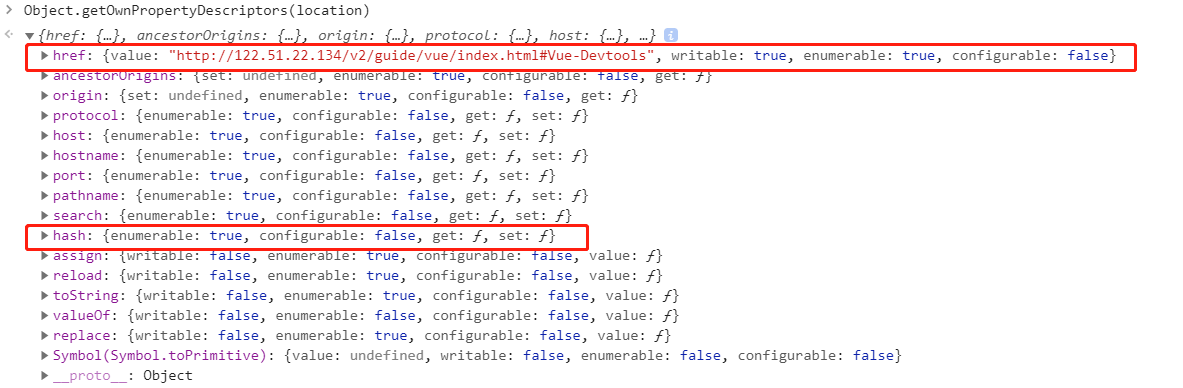 > Object.getOwnPropertyDescriptors(location)
{href: {…}, ancestorOrigins: {…}, origin: {…}, protocol: {…}, host: {…}, …} i
href: {value: "http://122.51.22.134/v2/guide/vue/index.html#Vue-Devtools", writable: true, enumerable: true, configurable: false}
ancestorOrigins: {set: undefined, enumerable: true, configurable: false, get: ƒ}
origin: {set: undefined, enumerable: true, configurable: false, get: ƒ}
protocol: {enumerable: true, configurable: false, get: ƒ, set: ƒ}
host: {enumerable: true, configurable: false, get: ƒ, set: ƒ}
hostname: {enumerable: true, configurable: false, get: ƒ, set: ƒ}
port: {enumerable: true, configurable: false, get: ƒ, set: ƒ}
pathname: {enumerable: true, configurable: false, get: ƒ, set: ƒ}
search: {enumerable: true, configurable: false, get: ƒ, set: ƒ}
hash: {enumerable: true, configurable: false, get: ƒ, set: ƒ}
assign: {writable: false, enumerable: true, configurable: false, value: ƒ}
reload: {writable: false, enumerable: true, configurable: false, value: ƒ}
toString: {writable: false, enumerable: true, configurable: false, value: ƒ}
valueOf: {writable: false, enumerable: false, configurable: false, value: ƒ}
replace: {writable: false, enumerable: true, configurable: false, value: ƒ}
Symbol(Symbol.toPrimitive): {value: undefined, writable: false, enumerable: false, configurable: false}
__proto__: Object